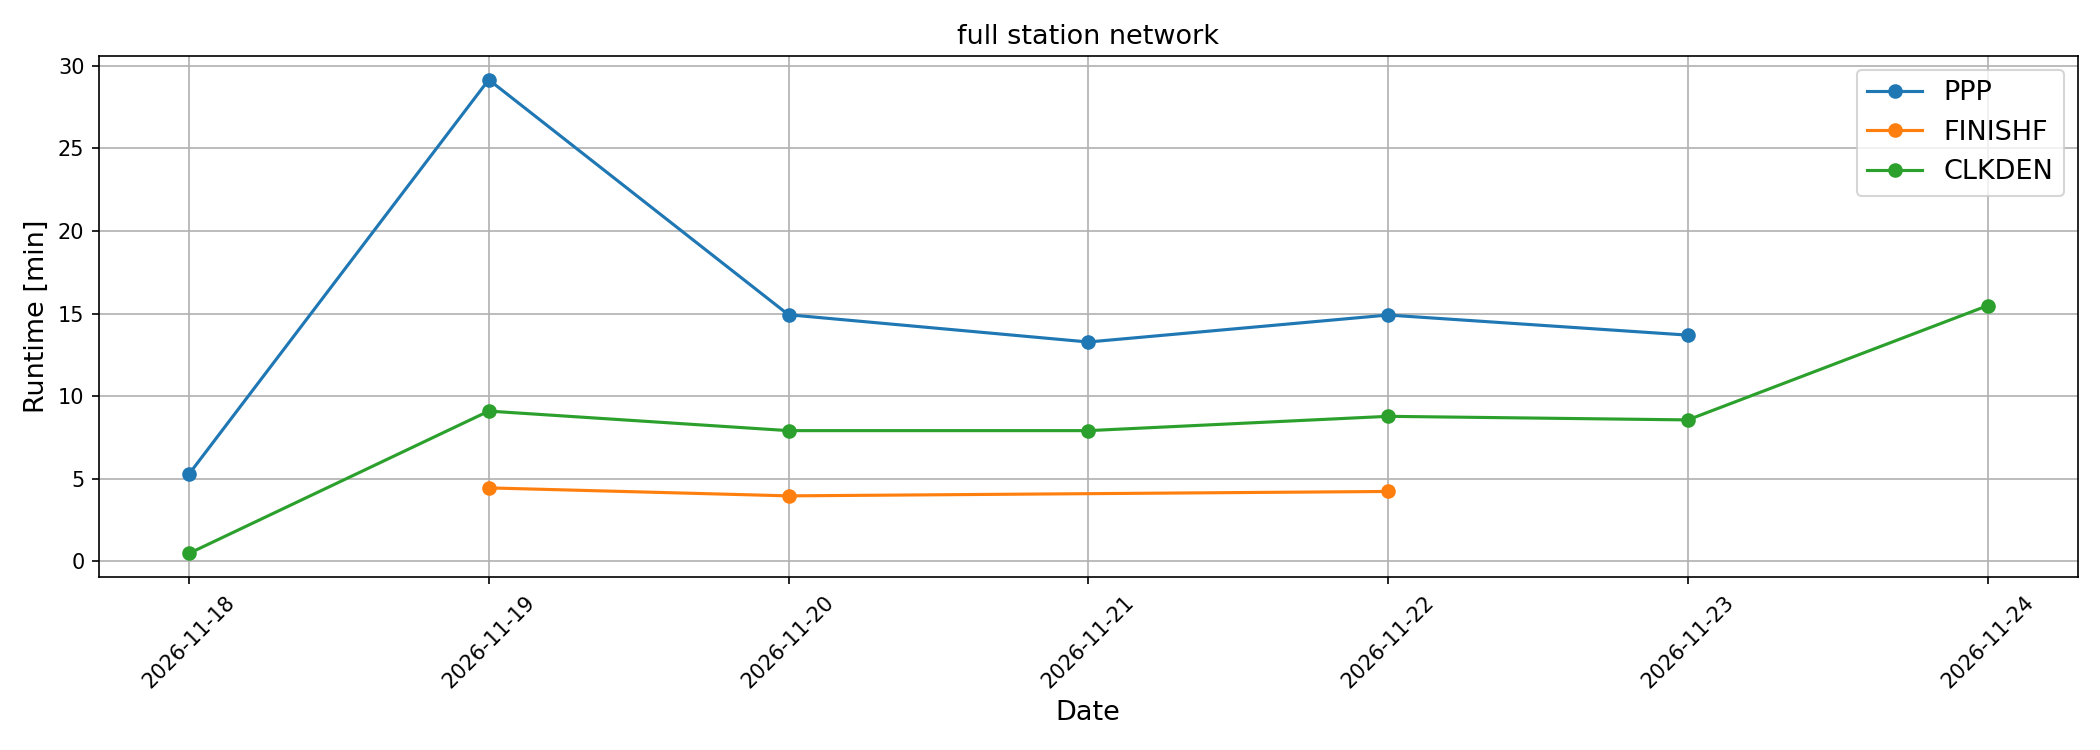 full station network
30
25
20
15
10
5
0
Runtime [min]
PPP
FINISHF
CLKDEN
2026-11-18
2026-11-19
2026-11-20
2026-11-21
2026-11-22
2026-11-23
2026-11-24
Date